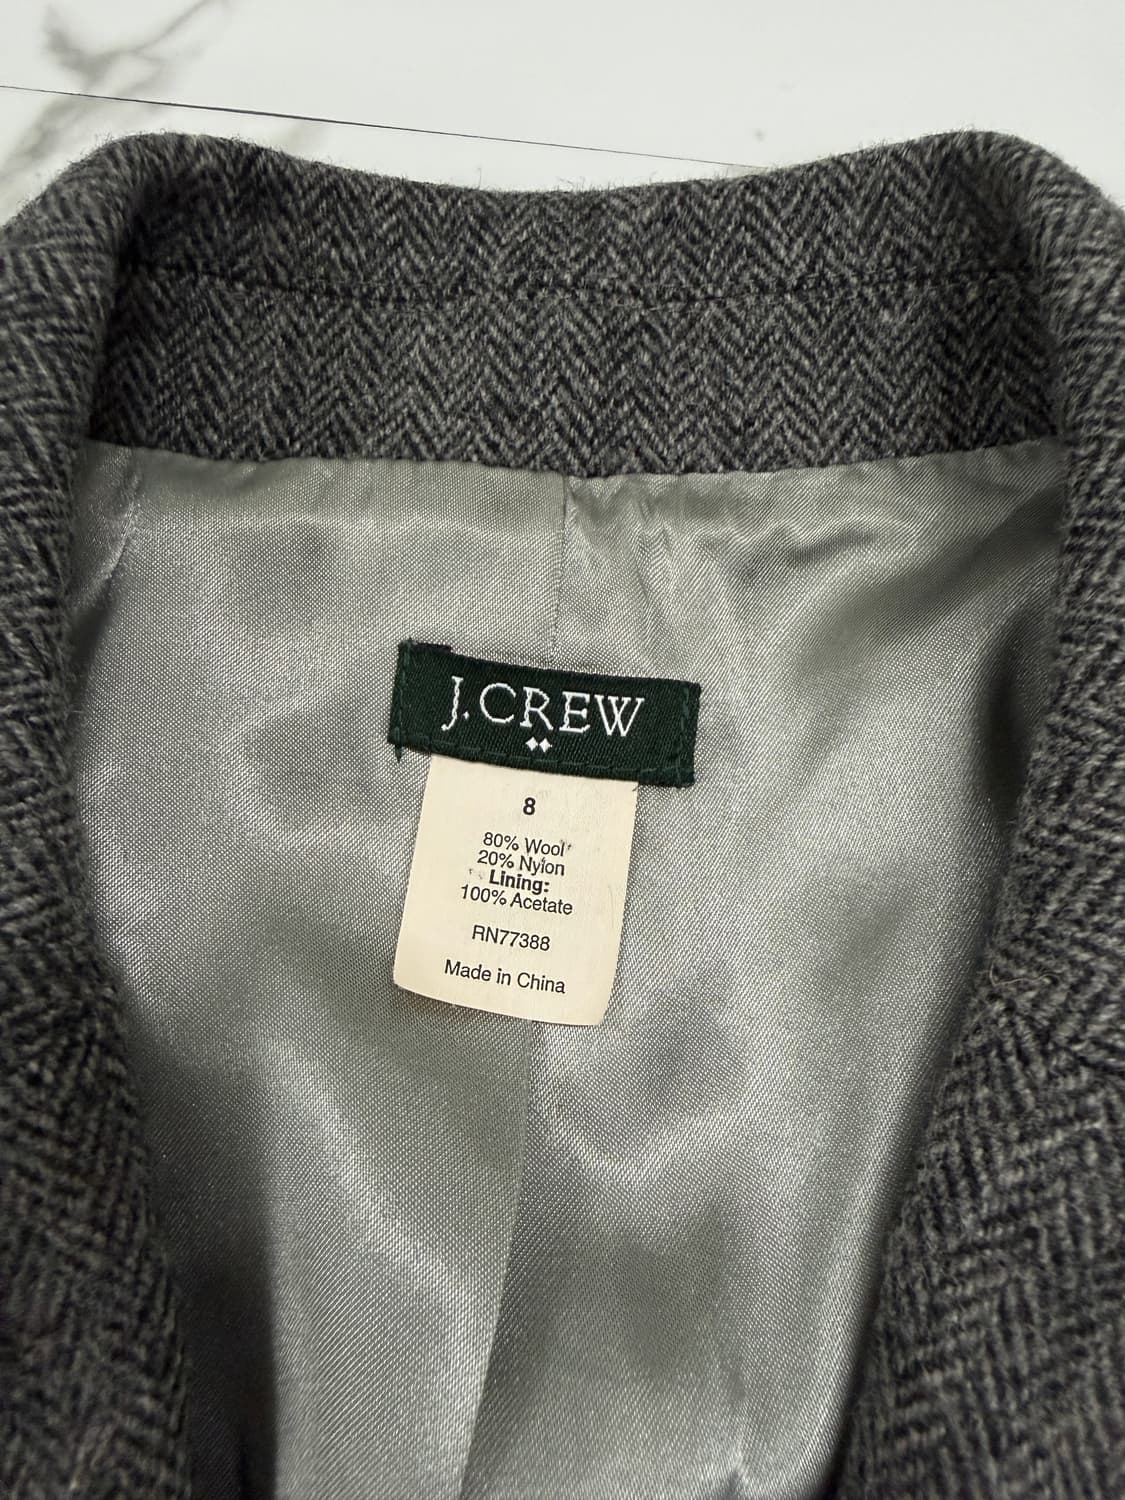 J.CREW
8
80% Wool
20% Nylon
Lining:
100% Acetate
RN77388
Made in China